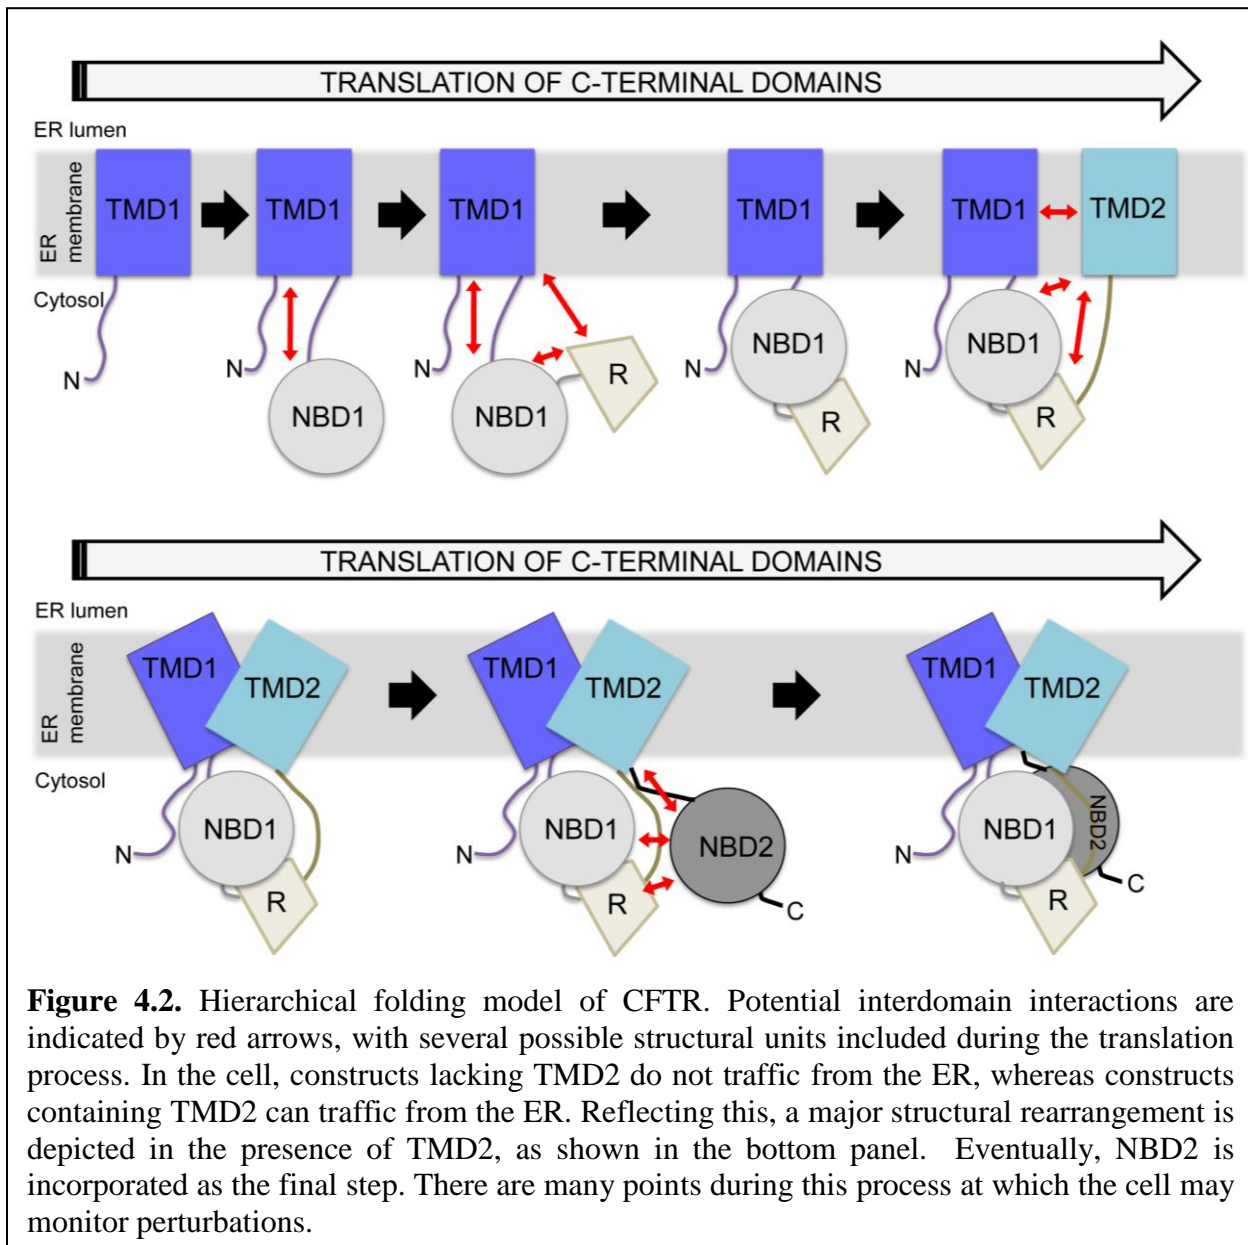 TRANSLATION OF C-TERMINAL DOMAINS
ER lumen
ER membrane
TMD1
TMD1
TMD1
TMD1
TMD1
TMD2
Cytosol
N
NBD1
N
NBD1
R
N
NBD1
R
N
NBD1
R
N
TRANSLATION OF C-TERMINAL DOMAINS
ER lumen
ER membrane
TMD1
TMD2
TMD1
TMD2
TMD1
TMD2
Cytosol
N
NBD1
R
N
NBD1
R
NBD2
C
N
NBD1
R
NBD2
C
Figure 4.2. Hierarchical folding model of CFTR. Potential interdomain interactions are
indicated by red arrows, with several possible structural units included during the translation
process. In the cell, constructs lacking TMD2 do not traffic from the ER, whereas constructs
containing TMD2 can traffic from the ER. Reflecting this, a major structural rearrangement is
depicted in the presence of TMD2, as shown in the bottom panel. Eventually, NBD2 is
incorporated as the final step. There are many points during this process at which the cell may
monitor perturbations.